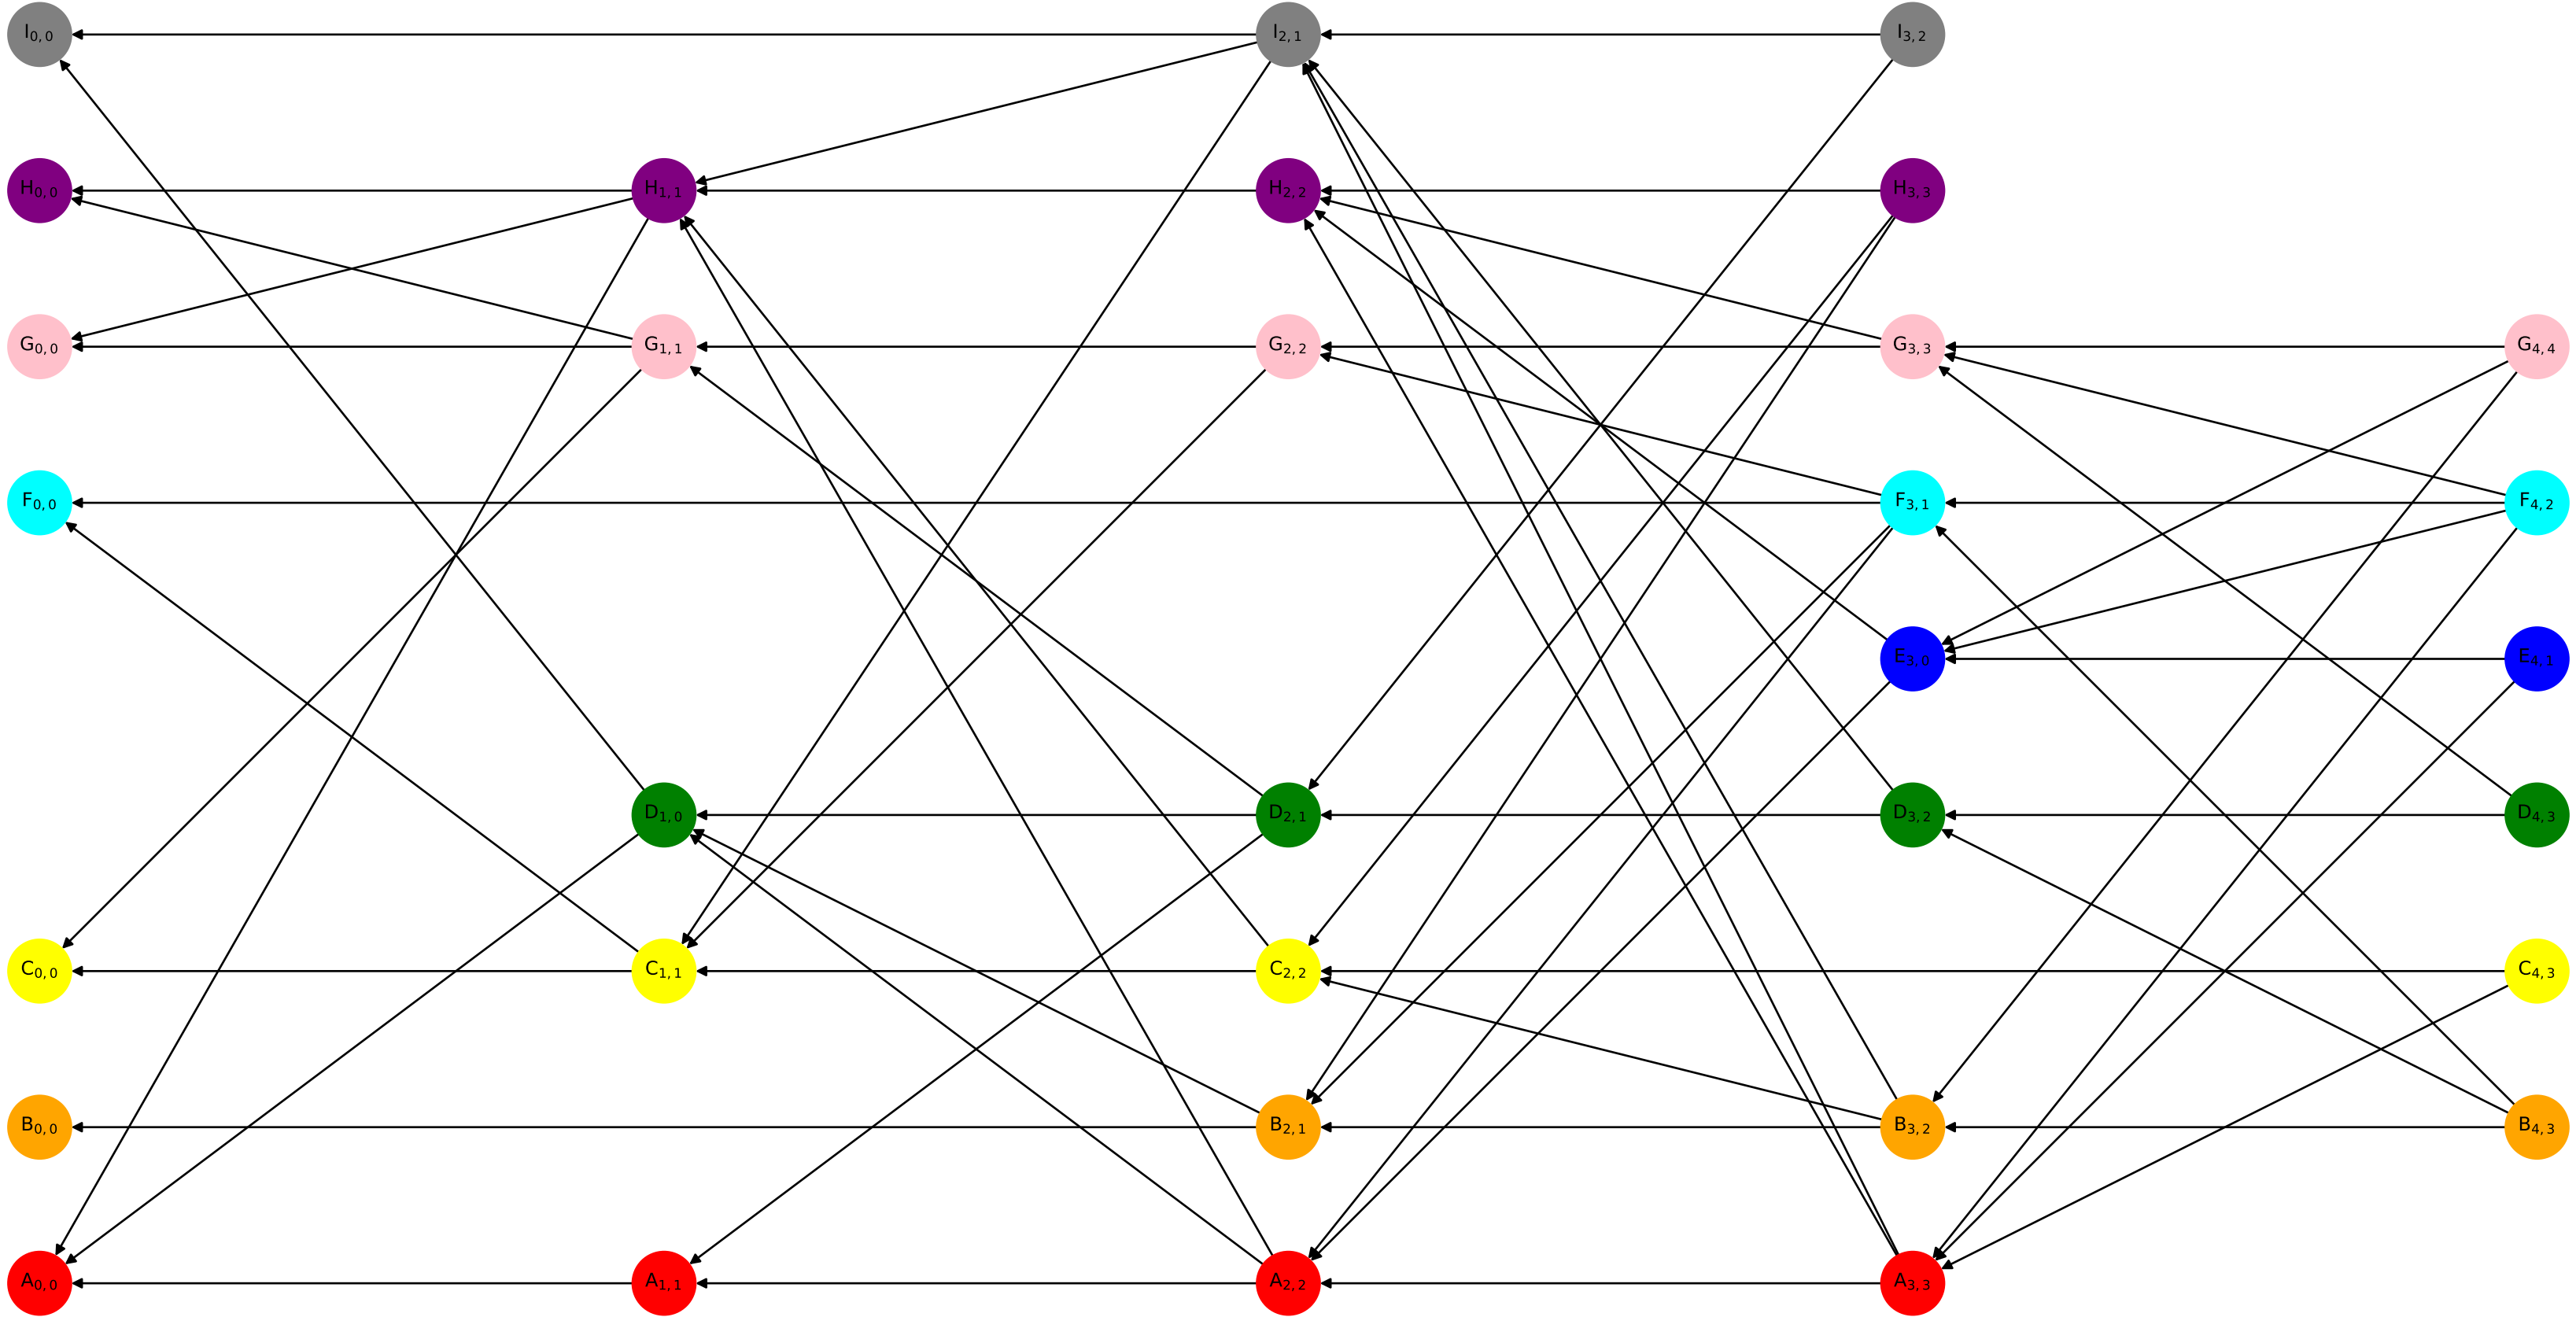 I0,0 I2,1 I3,2
H0,0 H1,1 H2,2 H3,3
G0,0 G1,1 G2,2 G3,3 G4,4
F0,0 F3,1 F4,2
E3,0 E4,1
D1,0 D2,1 D3,2 D4,3
C0,0 C1,1 C2,2 C4,3
B0,0 B2,1 B3,2 B4,3
A0,0 A1,1 A2,2 A3,3